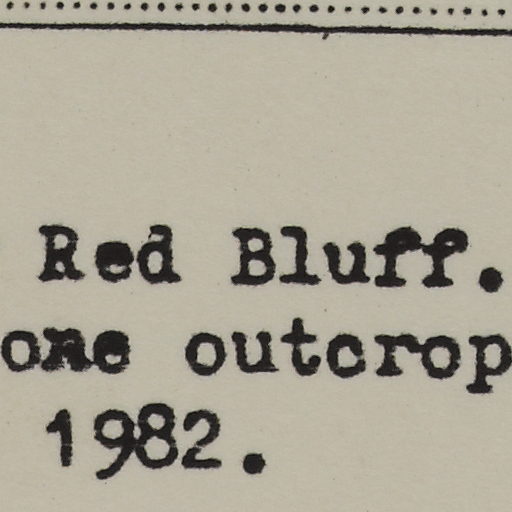 Red Bluff.
one outcrop
1982.